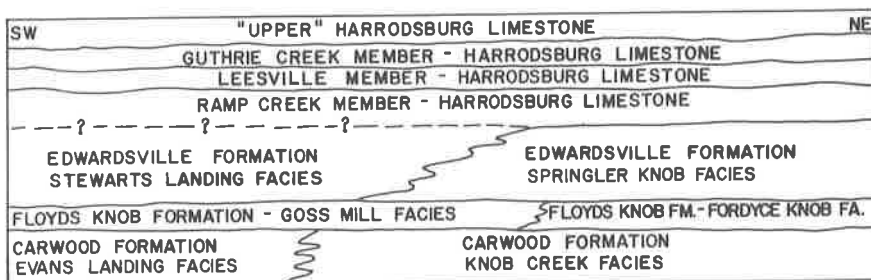 SW "UPPER" HARRODSBURG LIMESTONE NE
GUTHRIE CREEK MEMBER - HARRODSBURG LIMESTONE
LEESVILLE MEMBER - HARRODSBURG LIMESTONE
RAMP CREEK MEMBER - HARRODSBURG LIMESTONE
? ? ?
EDWARDSVILLE FORMATION
STEWARTS LANDING FACIES
EDWARDSVILLE FORMATION
SPRINGLER KNOB FACIES
FLOYDS KNOB FORMATION - GOSS MILL FACIES
FLOYDS KNOB FM.- FORDYCE KNOB FA.
CARWOOD FORMATION
EVANS LANDING FACIES
CARWOOD FORMATION
KNOB CREEK FACIES